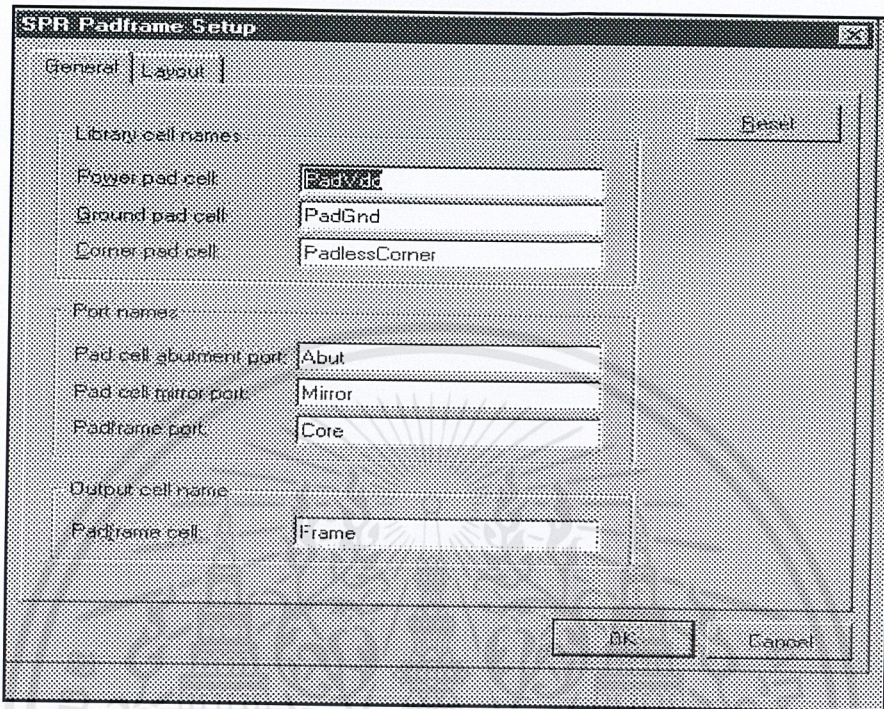 SPR Padframe Setup
General
Layout
Reset
Library cell names
Power pad cell: PadVdd
Ground pad cell: PadGnd
Corner pad cell: PadlessCorner
Port names
Pad cell abutment port: Abut
Pad cell mirror port: Mirror
Padframe port: Core
Output cell name
Padframe cell: Frame
OK
Cancel